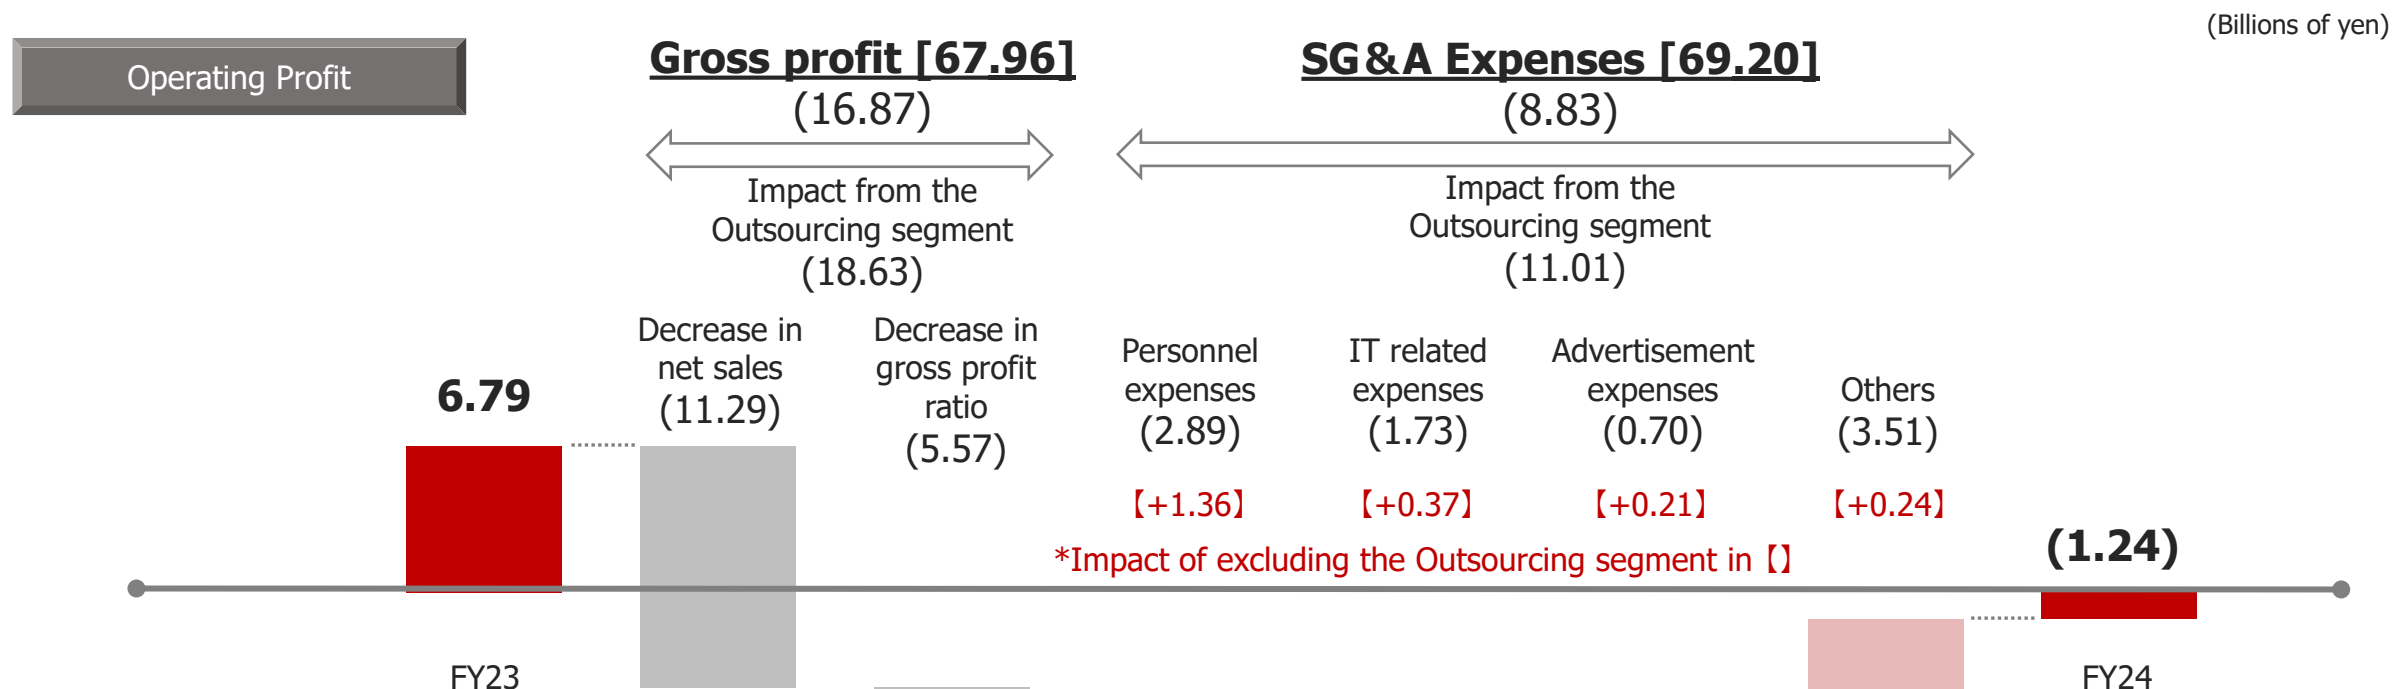 (Billions of yen)
Operating Profit
Gross profit [67.96]
(16.87)
Impact from the
Outsourcing segment
(18.63)
SG&A Expenses [69.20]
(8.83)
Impact from the
Outsourcing segment
(11.01)
6.79
Decrease in
net sales
(11.29)
Decrease in
gross profit
ratio
(5.57)
Personnel
expenses
(2.89)
【+1.36】
IT related
expenses
(1.73)
【+0.37】
Advertisement
expenses
(0.70)
【+0.21】
Others
(3.51)
【+0.24】
*Impact of excluding the Outsourcing segment in【】
(1.24)
FY23
FY24